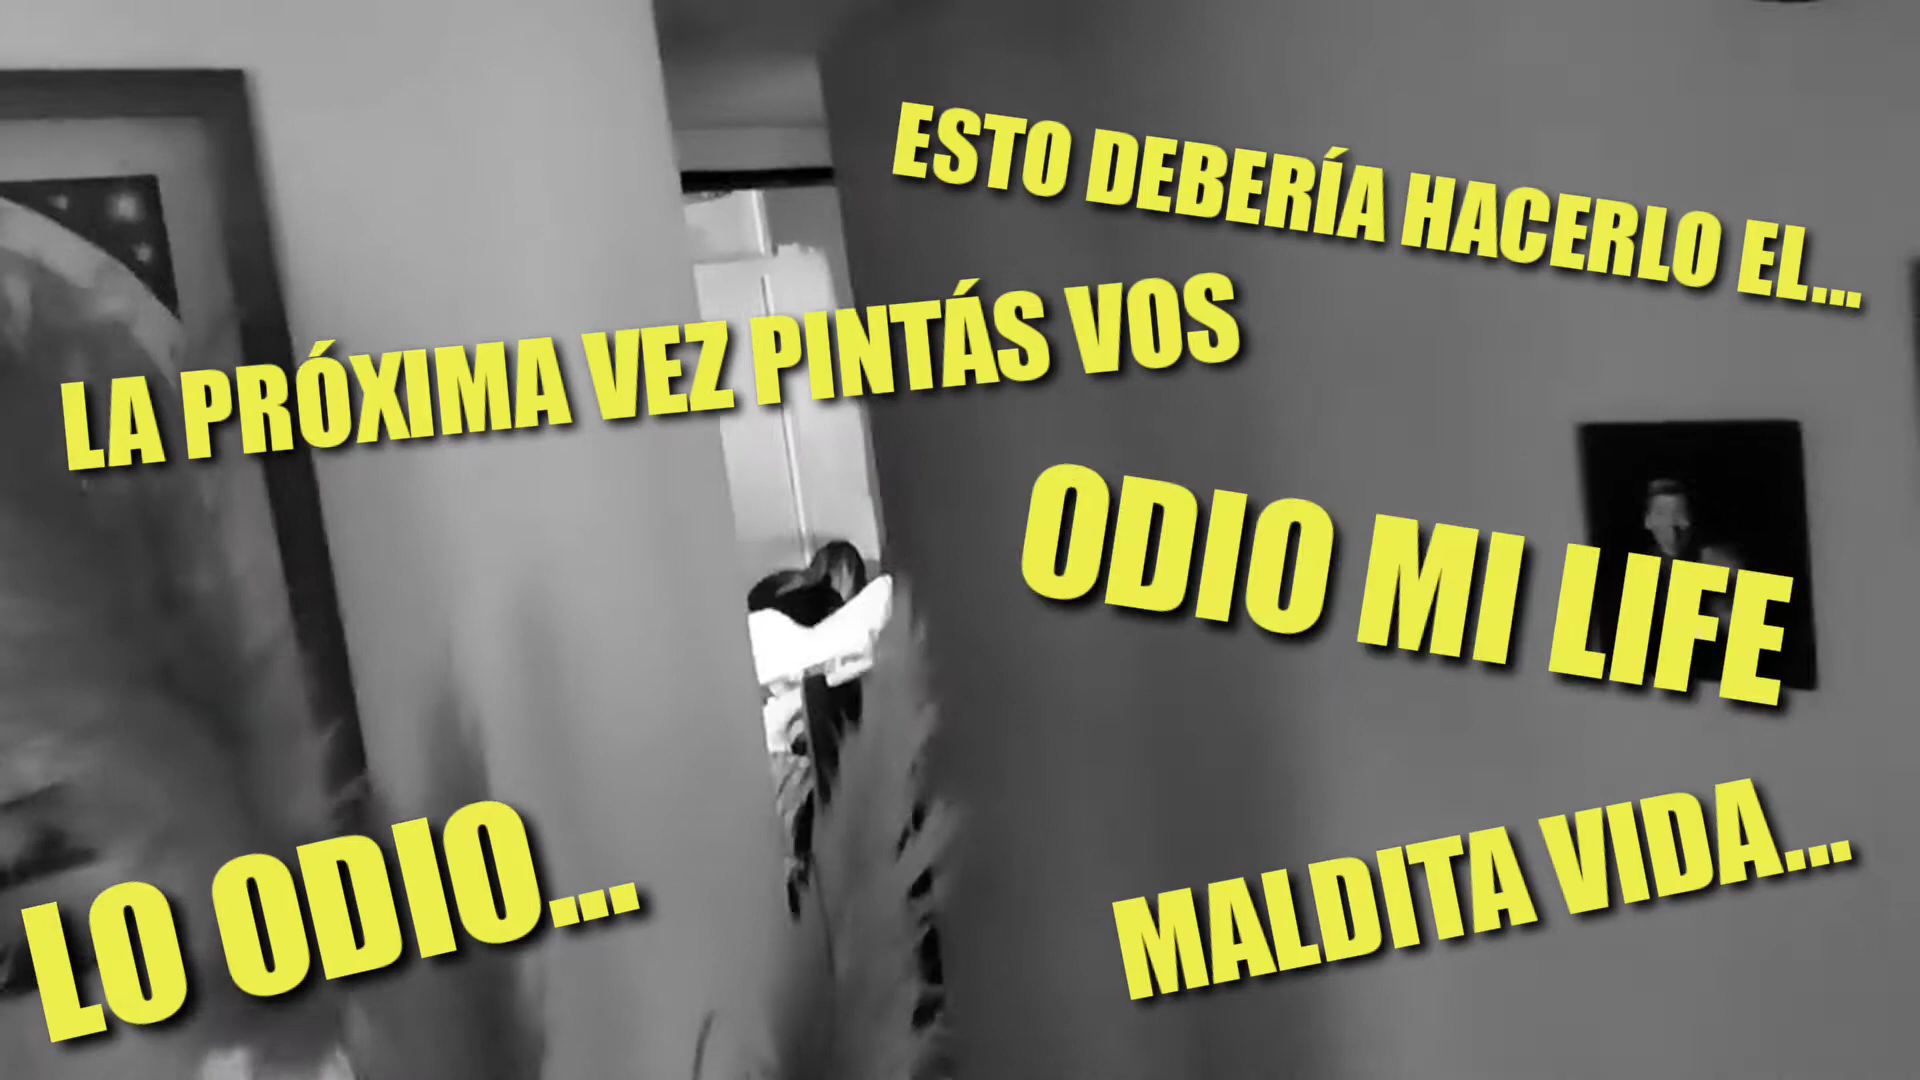 ESTO DEBERÍA HACERLO EL...
LA PRÓXIMA VEZ PINTÁS VOS
ODIO MI LIFE
LO ODIO...
MALDITA VIDA...